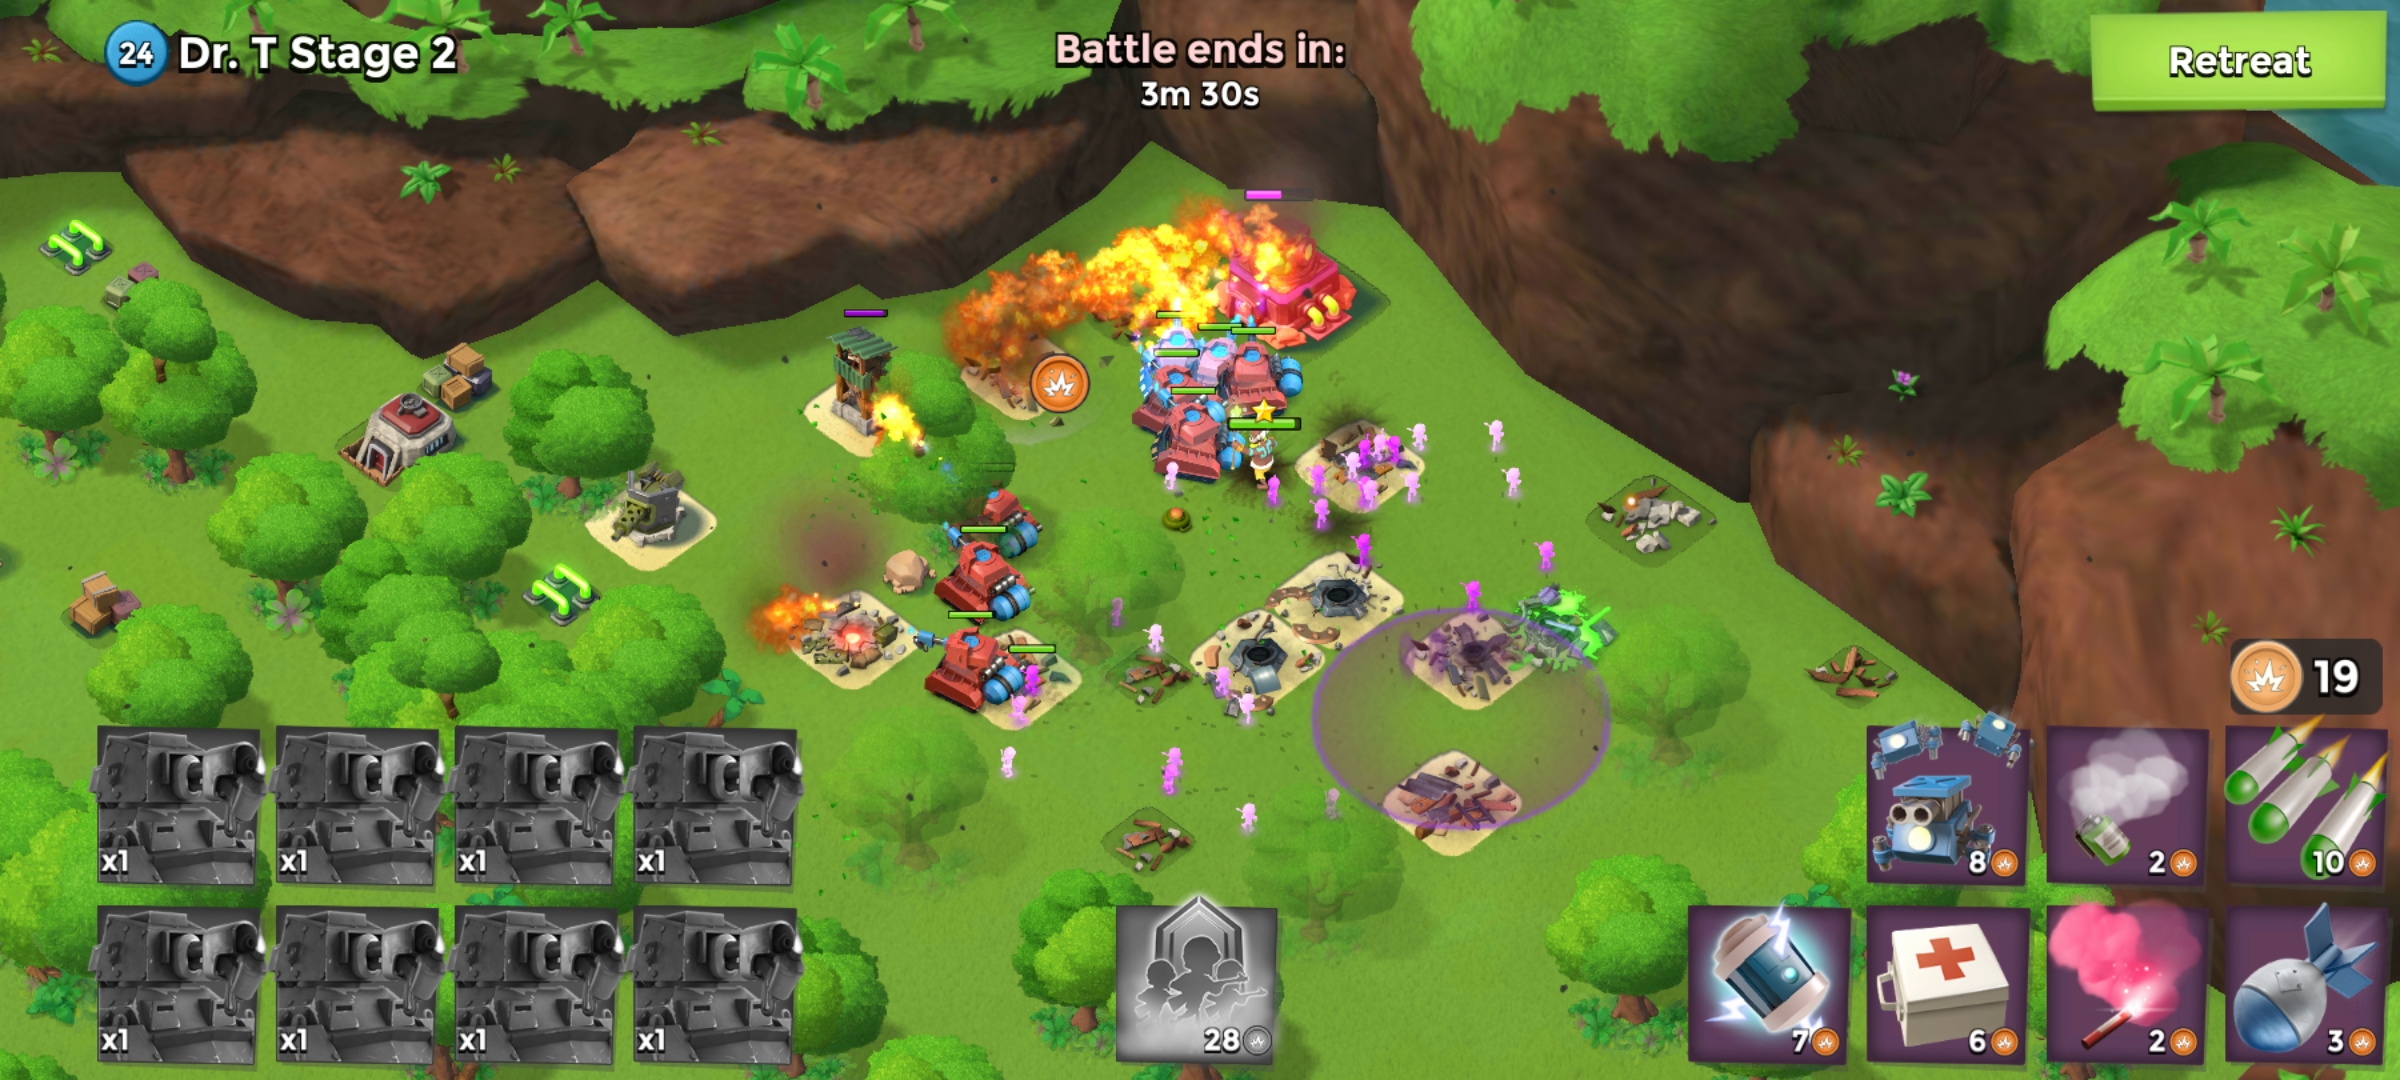 24 Dr. T Stage 2
Battle ends in:
3m 30s
Retreat
19
x1 x1 x1 x1
8 2 10
x1 x1 x1 x1
28
7 6 2 3